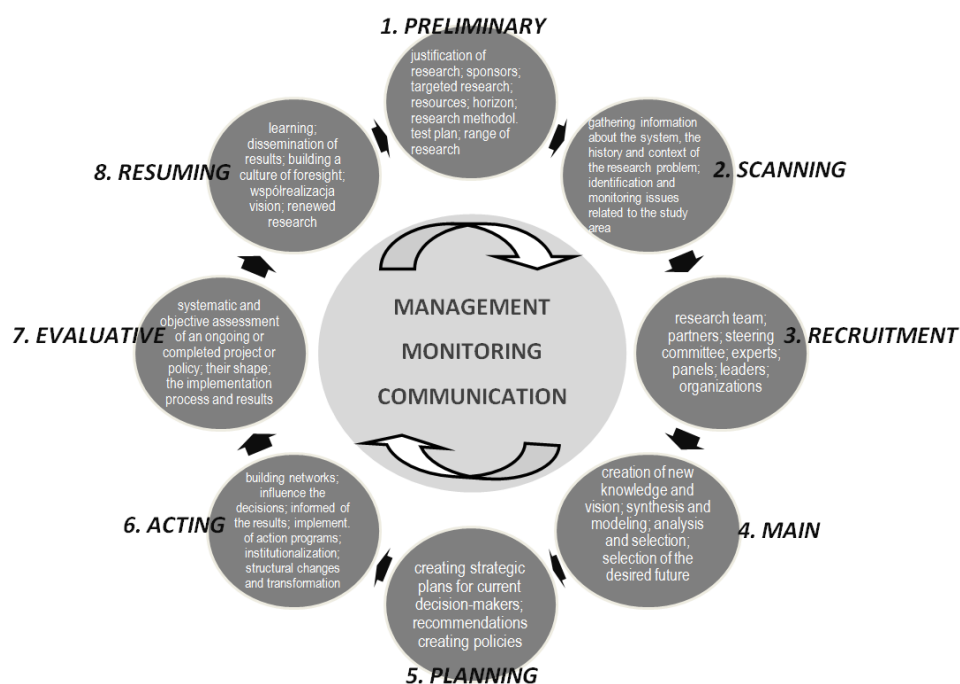 1. PRELIMINARY
justification of
research; sponsors;
targeted research;
resources; horizon;
research methodol.
test plan; range of
research
2. SCANNING
gathering information
about the system, the
history and context of
the research problem;
identification and
monitoring issues
related to the study
area
3. RECRUITMENT
research team;
partners; steering
committee; experts;
panels; leaders;
organizations
4. MAIN
creation of new
knowledge and
vision; synthesis and
modeling; analysis
and selection;
selection of the
desired future
5. PLANNING
creating strategic
plans for current
decision-makers;
recommendations
creating policies
6. ACTING
building networks;
influence the
decisions; informed of
the results; implement.
of action programs;
institutionalization;
structural changes
and transformation
7. EVALUATIVE
systematic and
objective assessment
of an ongoing or
completed project or
policy; their shape;
the implementation
process and results
8. RESUMING
learning;
dissemination of
results; building a
culture of foresight;
współrealizacja
vision; renewed
research
MANAGEMENT
MONITORING
COMMUNICATION